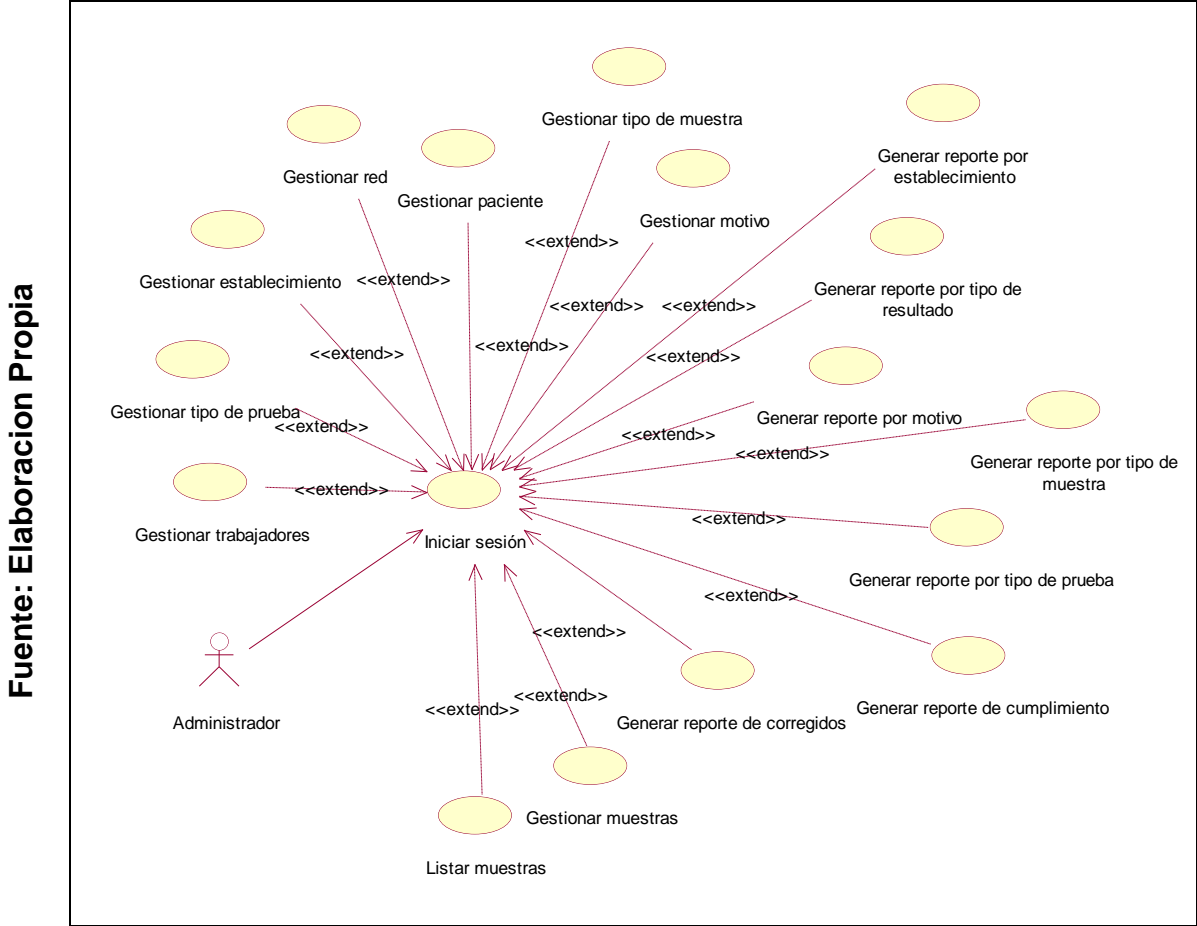 Fuente: Elaboracion Propia
Gestionar tipo de muestra
Generar reporte por
establecimiento
Gestionar red
Gestionar paciente
Gestionar motivo
<<extend>>
Gestionar establecimiento
<<extend>>
Generar reporte por tipo de
resultado
<<extend>>
<<extend>>
<<extend>>
<<extend>>
<<extend>>
Gestionar tipo de prueba
<<extend>>
Generar reporte por motivo
<<extend>>
<<extend>>
Generar reporte por tipo de
muestra
<<extend>>
<<extend>>
Gestionar trabajadores
Iniciar sesión
Generar reporte por tipo de prueba
<<extend>>
<<extend>>
<<extend>>
<<extend>>
Administrador
Generar reporte de corregidos
Generar reporte de cumplimiento
Gestionar muestras
Listar muestras